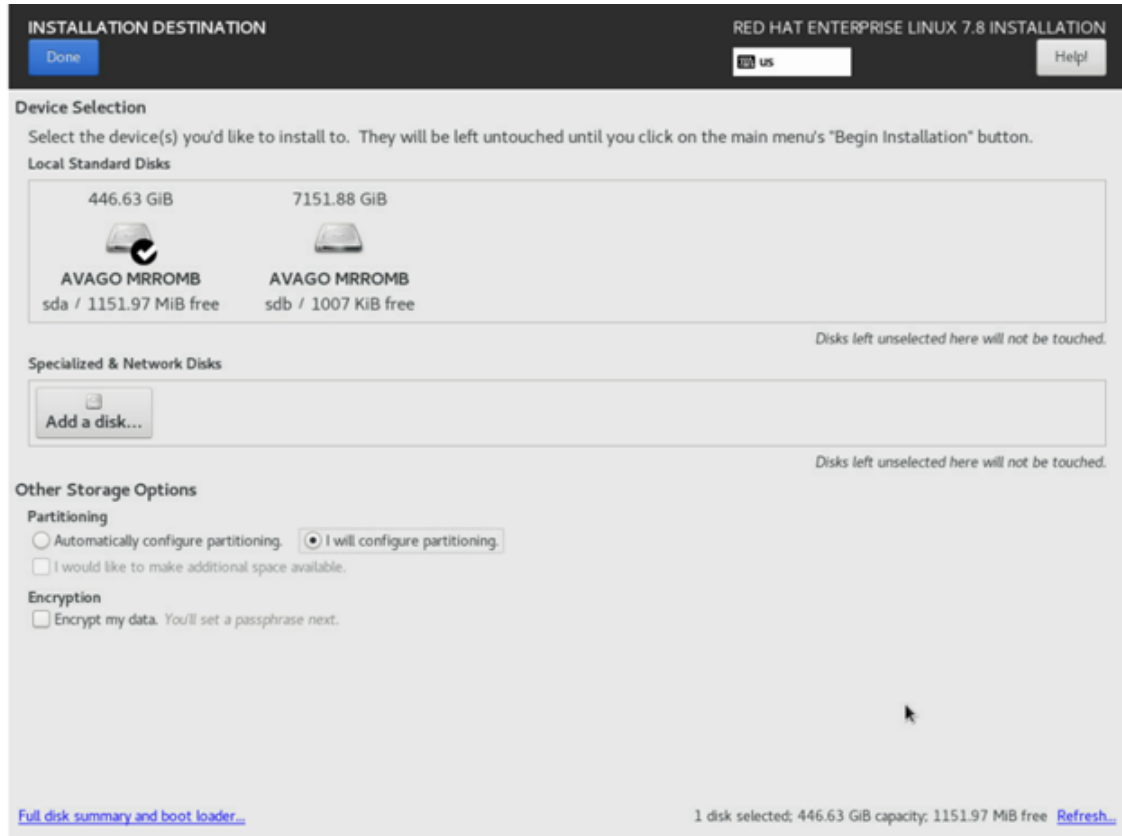 INSTALLATION DESTINATION
RED HAT ENTERPRISE LINUX 7.8 INSTALLATION
Done
us
Help!
Device Selection
Select the device(s) you'd like to install to. They will be left untouched until you click on the main menu's "Begin Installation" button.
Local Standard Disks
446.63 GiB
7151.88 GiB
AVAGO MRROMB
AVAGO MRROMB
sda / 1151.97 MiB free
sdb / 1007 KiB free
Disks left unselected here will not be touched.
Specialized & Network Disks
Add a disk...
Disks left unselected here will not be touched.
Other Storage Options
Partitioning
Automatically configure partitioning.
I will configure partitioning.
I would like to make additional space available.
Encryption
Encrypt my data. You'll set a passphrase next.
Full disk summary and boot loader...
1 disk selected; 446.63 GiB capacity; 1151.97 MiB free Refresh...